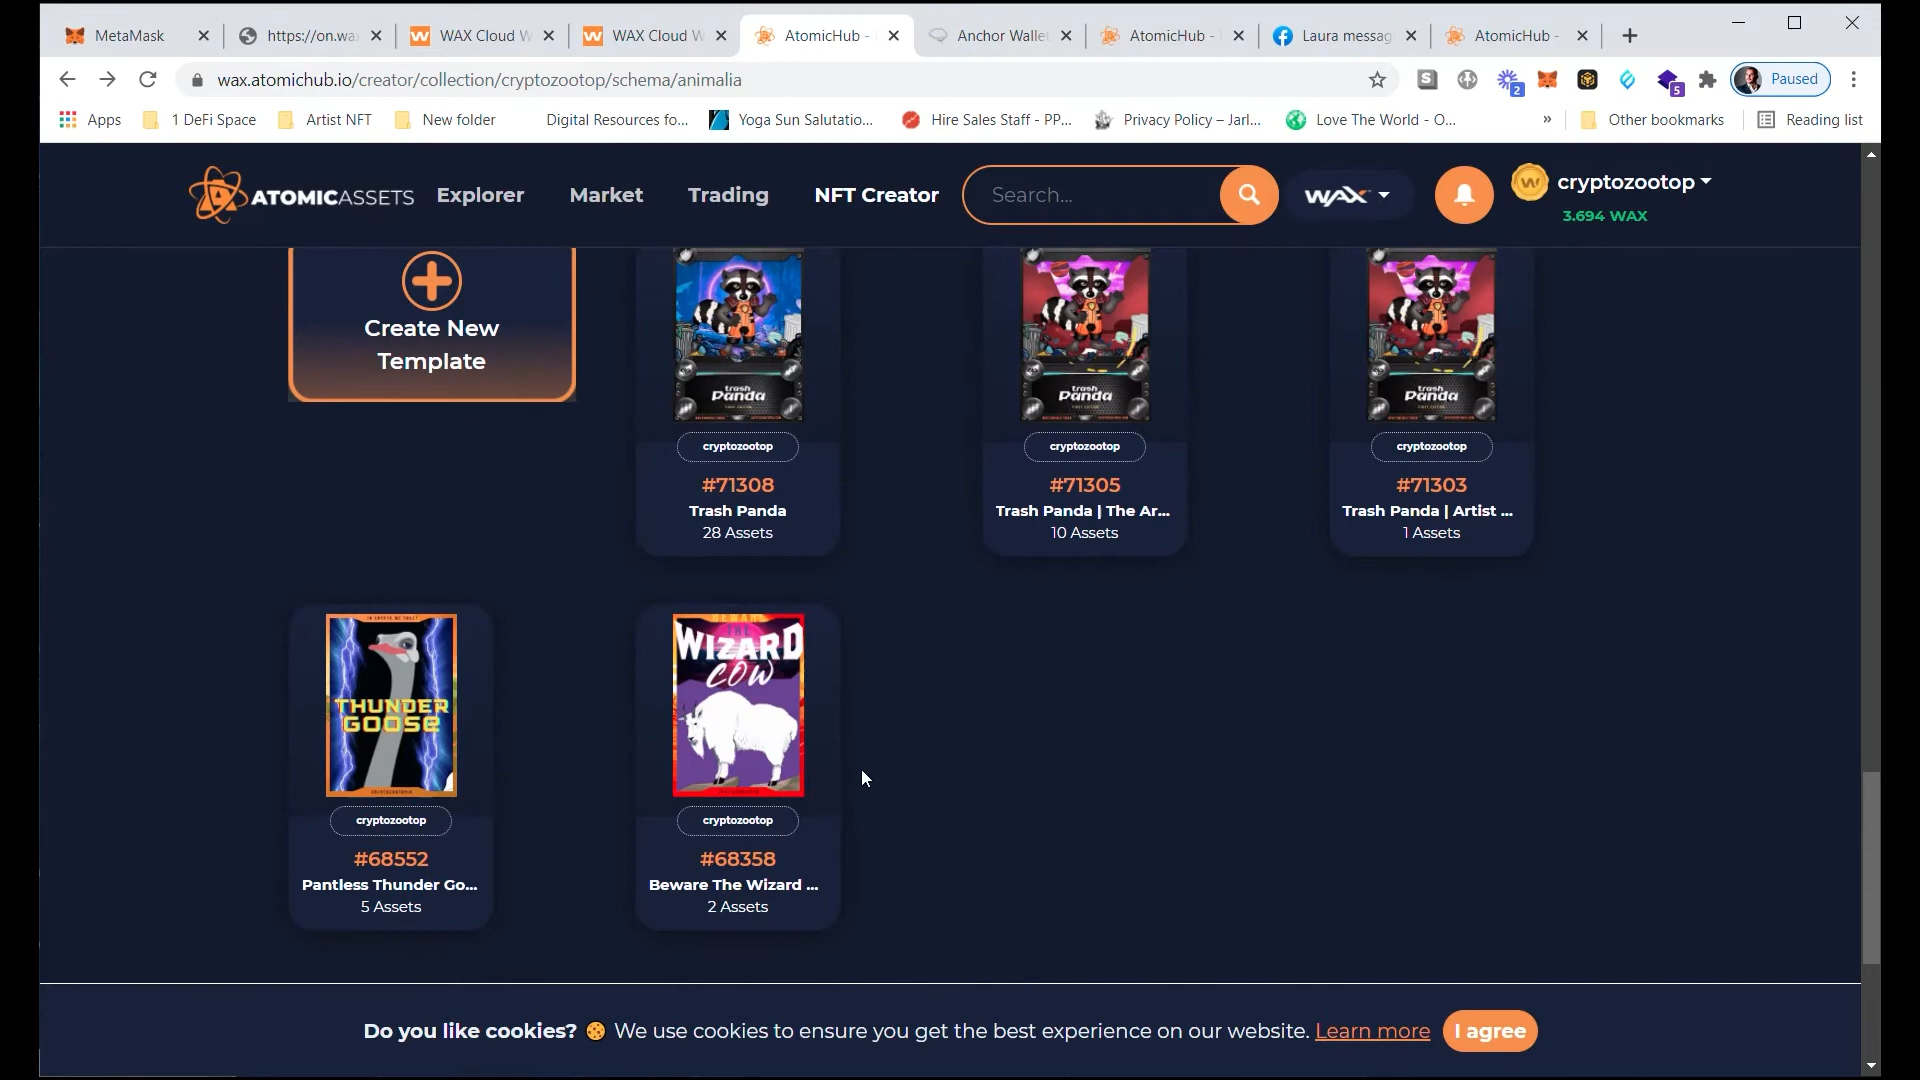 MetaMask
https://on.wa
WAX Cloud W
WAX Cloud W
AtomicHub -
Anchor Walle
AtomicHub -
Laura messag
AtomicHub -
wax.atomichub.io/creator/collection/cryptozootop/schema/animalia
2
5
Paused
Apps
1 DeFi Space
Artist NFT
New folder
Digital Resources fo...
Yoga Sun Salutatio...
Hire Sales Staff - PP...
Privacy Policy – Jarl...
Love The World - O...
»
Other bookmarks
Reading list
ATOMICASSETS
Explorer
Market
Trading
NFT Creator
Search...
WAX
cryptozootop
3.694 WAX
Create New
Template
trash
Panda
trash
Panda
trash
Panda
cryptozootop
cryptozootop
cryptozootop
#71308
#71305
#71303
Trash Panda
Trash Panda | The Ar...
Trash Panda | Artist ...
28 Assets
10 Assets
1 Assets
THUNDER
GOOSE
BEWARE
THE
WIZARD
COW
cryptozootop
cryptozootop
#68552
#68358
Pantless Thunder Go...
Beware The Wizard ...
5 Assets
2 Assets
Do you like cookies? 🍪 We use cookies to ensure you get the best experience on our website. Learn more
I agree